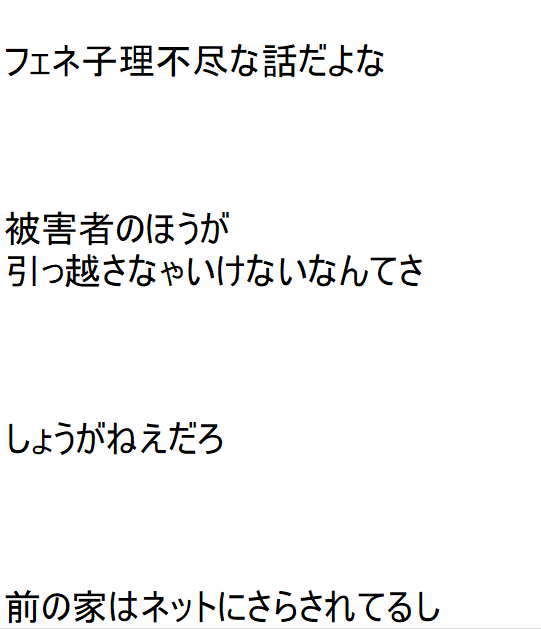 フェネ子理不尽な話だよな
被害者のほうが
引っ越さなゃいけないなんてさ
しょうがねえだろ
前の家はネットにさらされてるし